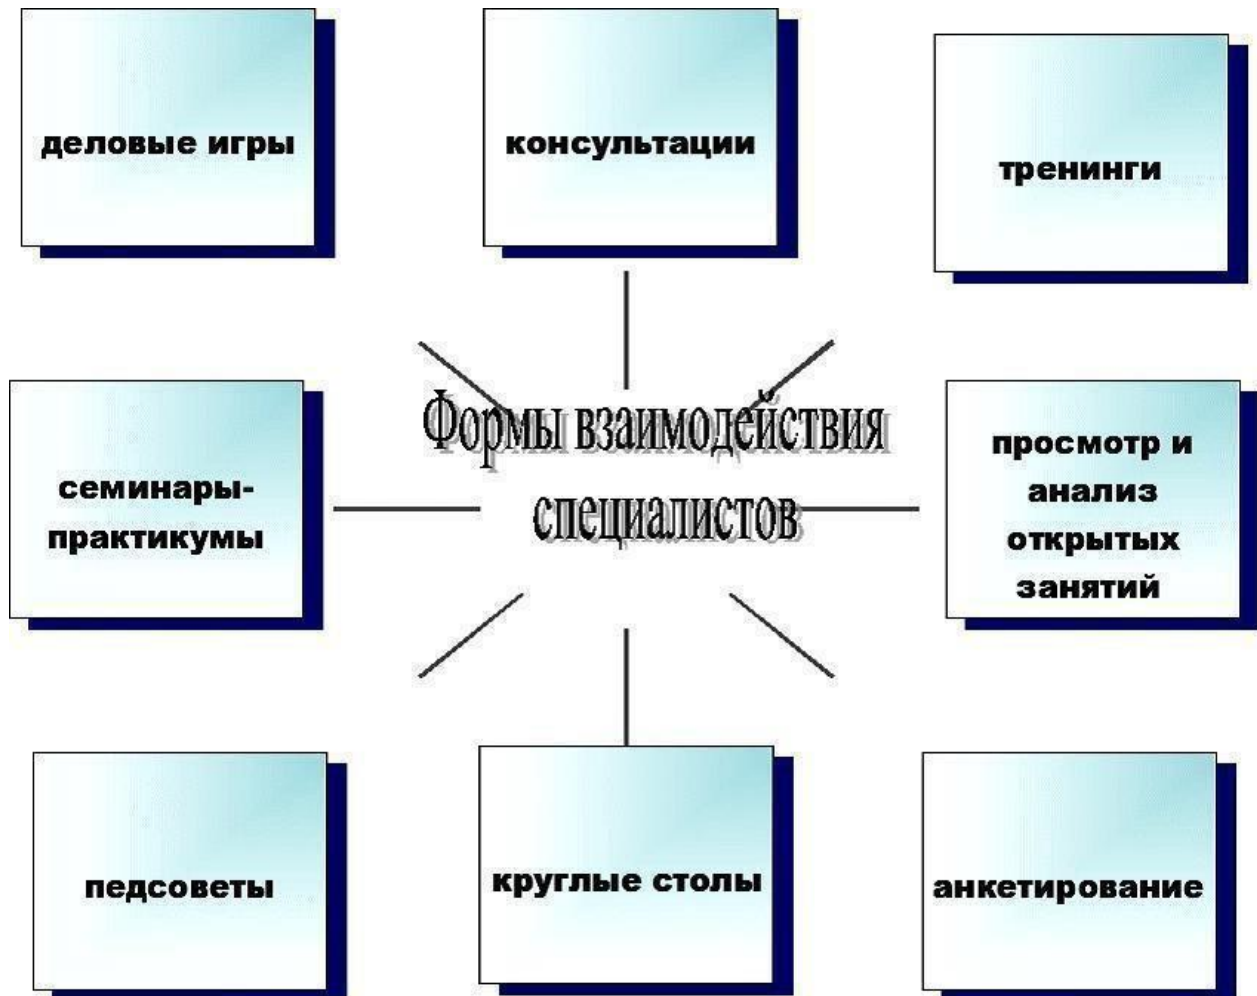 деловые игры
консультации
тренинги
Формы взаимодействия
специалистов
семинары-
практикумы
просмотр и
анализ
открытых
занятий
педсоветы
круглые столы
анкетирование